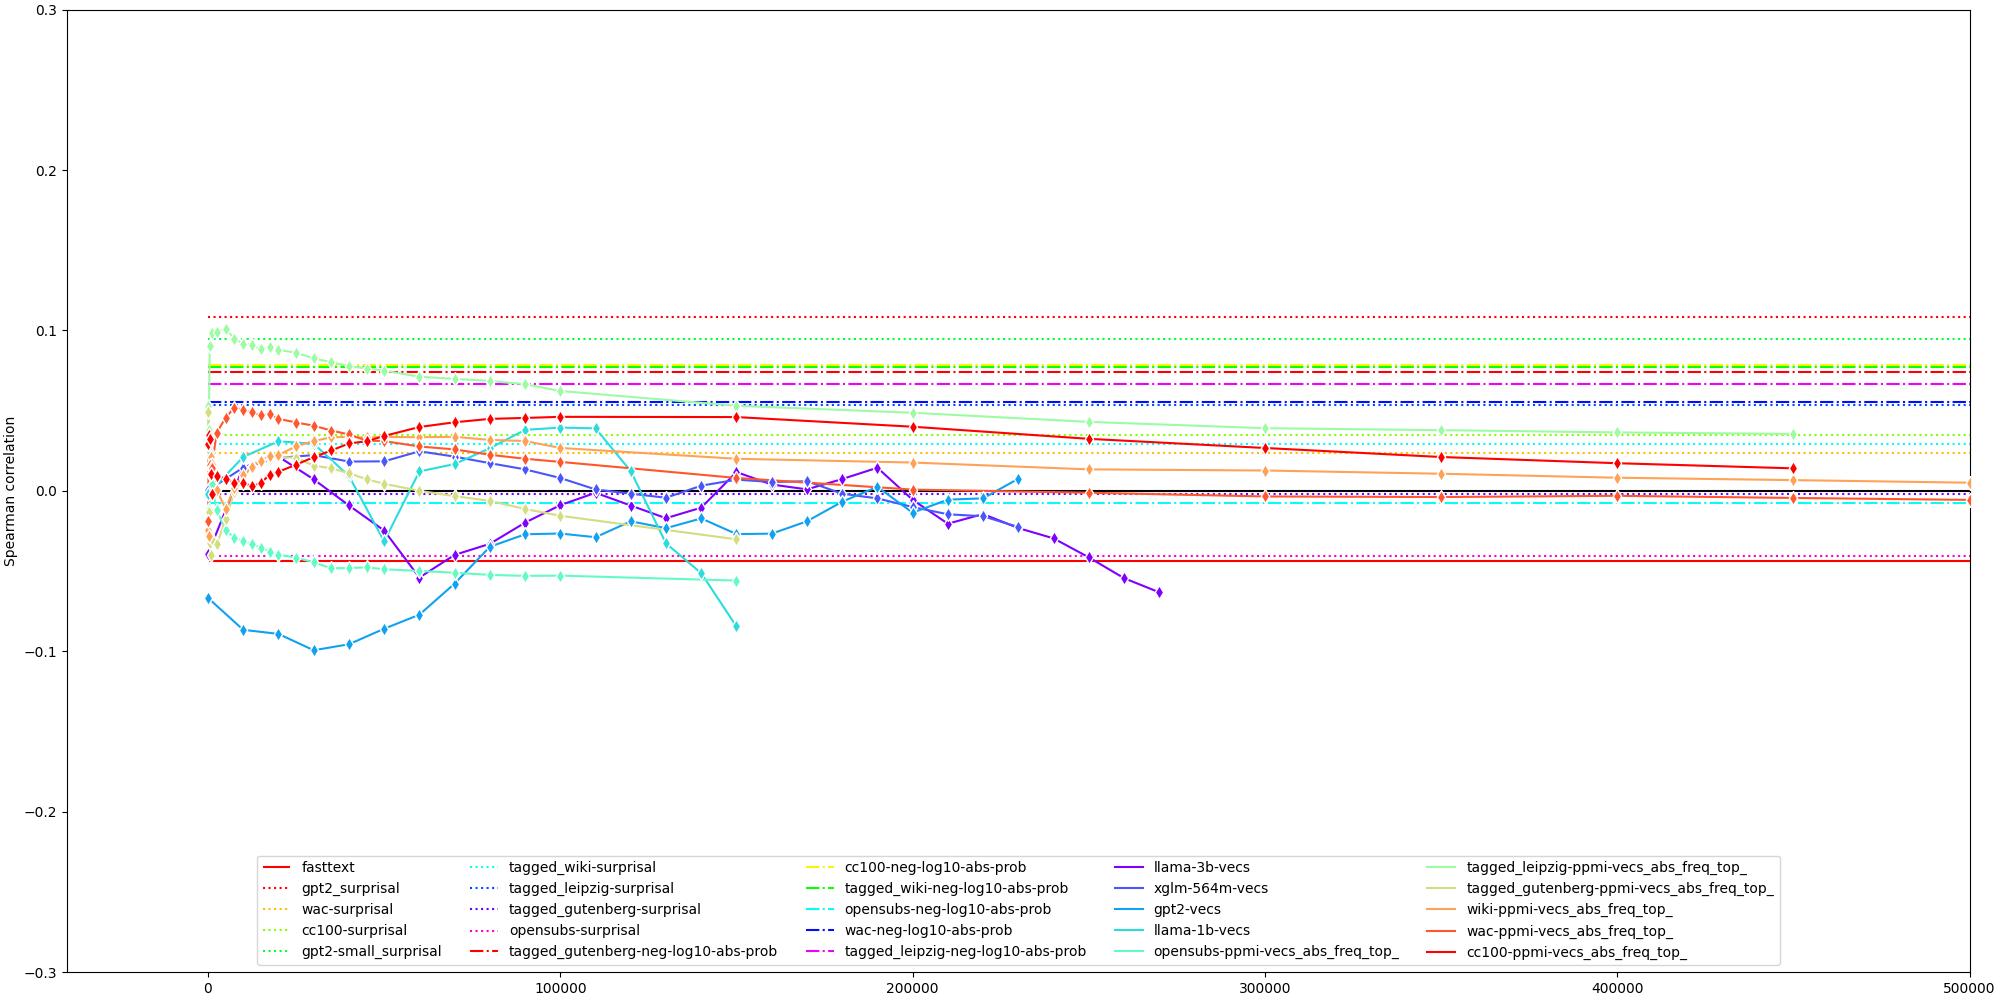 0.3
0.2
0.1
0.0
−0.1
−0.2
−0.3
Spearman correlation
fasttext
gpt2_surprisal
wac-surprisal
cc100-surprisal
gpt2-small_surprisal
tagged_wiki-surprisal
tagged_leipzig-surprisal
tagged_gutenberg-surprisal
opensubs-surprisal
tagged_gutenberg-neg-log10-abs-prob
cc100-neg-log10-abs-prob
tagged_wiki-neg-log10-abs-prob
opensubs-neg-log10-abs-prob
wac-neg-log10-abs-prob
tagged_leipzig-neg-log10-abs-prob
llama-3b-vecs
xglm-564m-vecs
gpt2-vecs
llama-1b-vecs
opensubs-ppmi-vecs_abs_freq_top_
tagged_leipzig-ppmi-vecs_abs_freq_top_
tagged_gutenberg-ppmi-vecs_abs_freq_top_
wiki-ppmi-vecs_abs_freq_top_
wac-ppmi-vecs_abs_freq_top_
cc100-ppmi-vecs_abs_freq_top_
0 100000 200000 300000 400000 500000